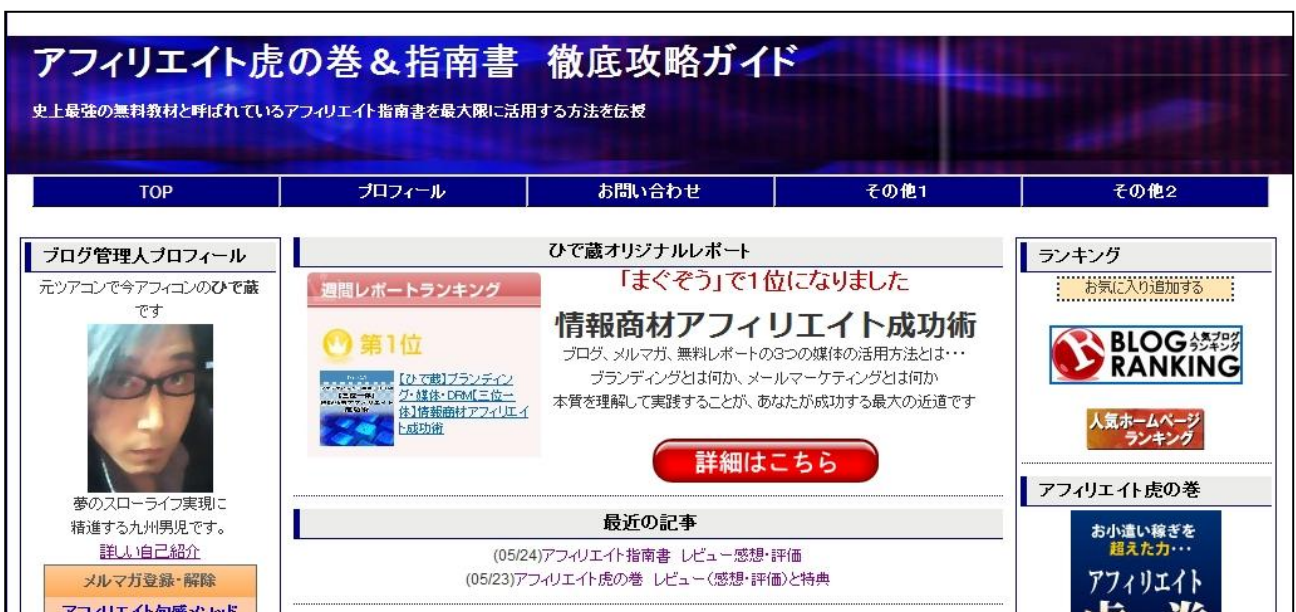 アフィリエイト虎の巻＆指南書　徹底攻略ガイド
史上最強の無料教材と呼ばれているアフィリエイト指南書を最大限に活用する方法を伝授
TOP
プロフィール
お問い合わせ
その他1
その他2
ブログ管理人プロフィール
元ツアコンで今アフィコンのひで蔵
です
夢のスローライフ実現に
精進する九州男児です。
詳しい自己紹介
メルマガ登録・解除
ひで蔵オリジナルレポート
週間レポートランキング
第1位
【ひで蔵】ブランディン
グ・媒体・DRM【三位一
体】情報商材アフィリエイ
ト成功術
「まぐぞう」で1位になりました
情報商材アフィリエイト成功術
ブログ、メルマガ、無料レポートの3つの媒体の活用方法とは・・・
ブランディングとは何か、メールマーケティングとは何か
本質を理解して実践することが、あなたが成功する最大の近道です
詳細はこちら
最近の記事
(05/24)アフィリエイト指南書 レビュー感想・評価
(05/23)アフィリエイト虎の巻 レビュー（感想・評価）と特典
ランキング
お気に入り追加する
BLOG 人気ブログ
ランキング
RANKING
人気ホームページ
ランキング
アフィリエイト虎の巻
お小遣い稼ぎを
超えた力・・・
アフィリエイト